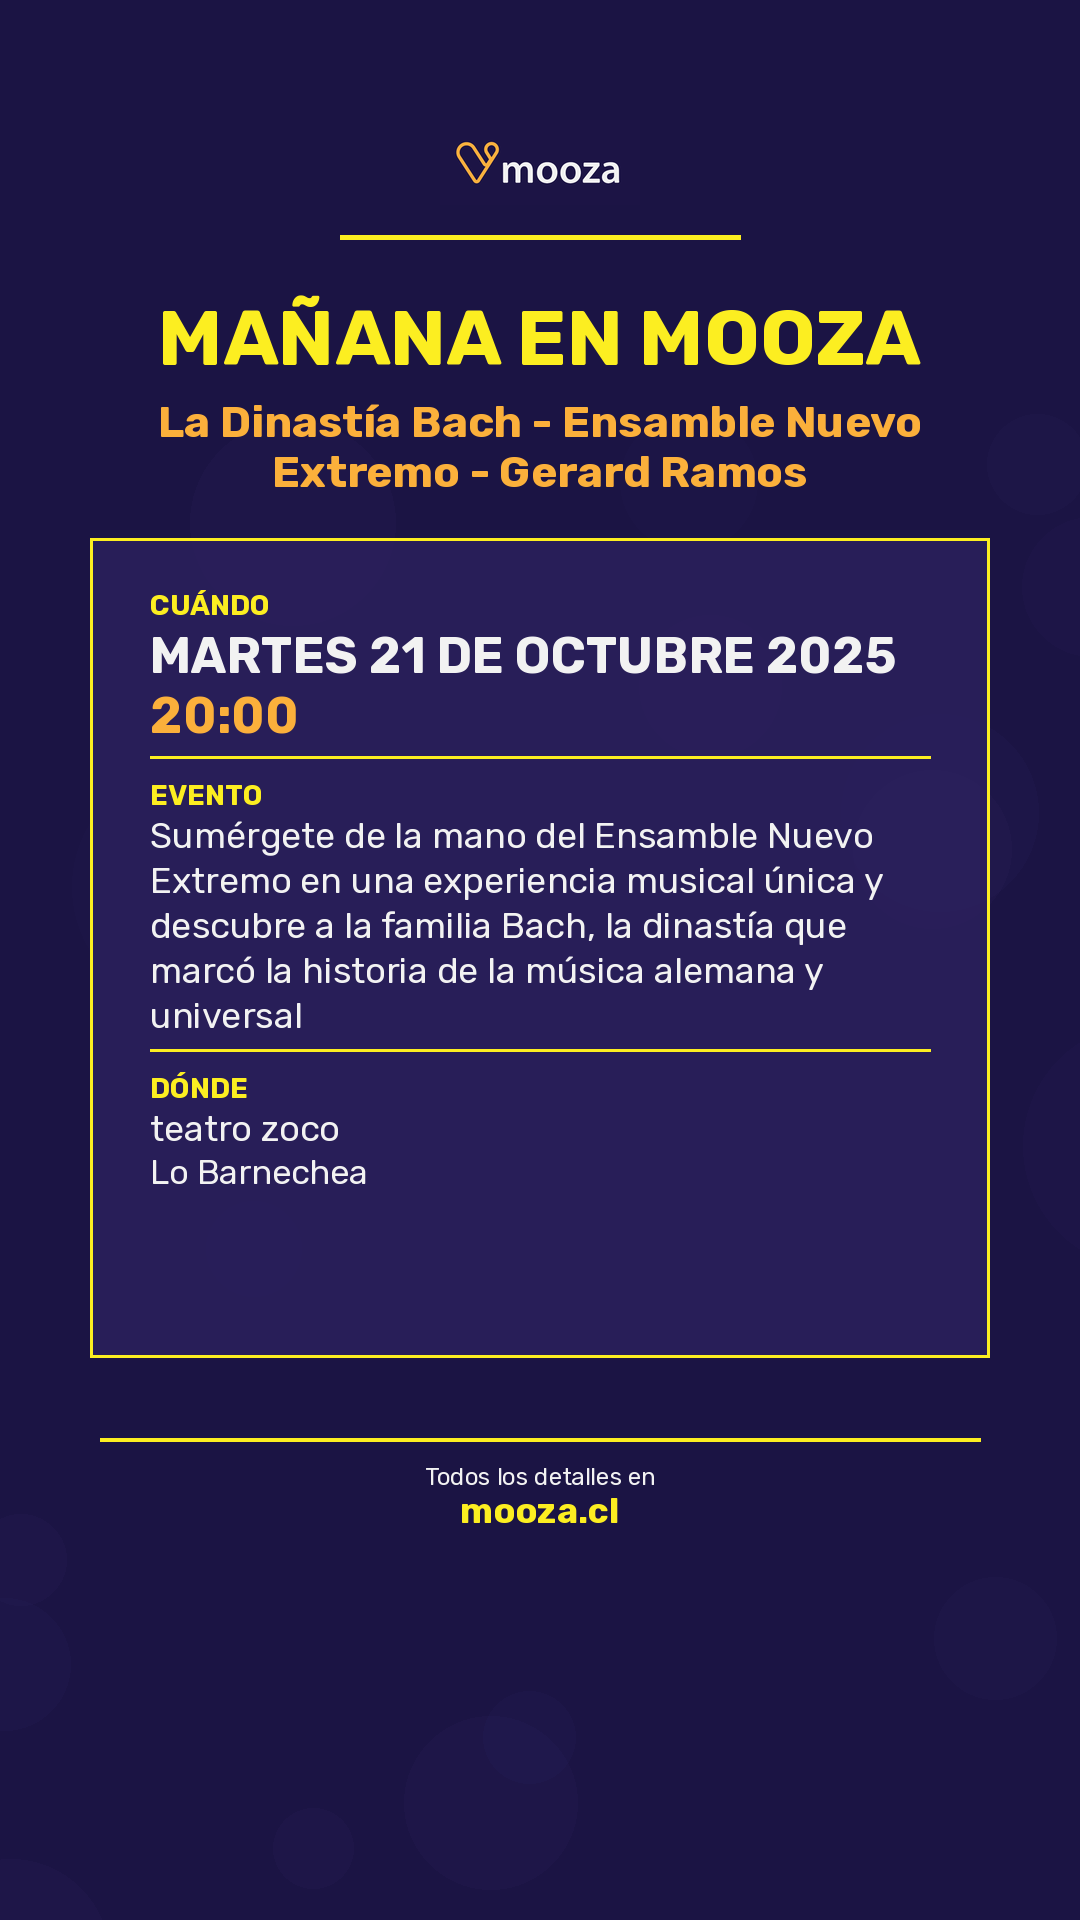 mooza
MAÑANA EN MOOZA
La Dinastía Bach - Ensamble Nuevo
Extremo - Gerard Ramos
CUÁNDO
MARTES 21 DE OCTUBRE 2025
20:00
EVENTO
Sumérgete de la mano del Ensamble Nuevo
Extremo en una experiencia musical única y
descubre a la familia Bach, la dinastía que
marcó la historia de la música alemana y
universal
DÓNDE
teatro zoco
Lo Barnechea
Todos los detalles en
mooza.cl